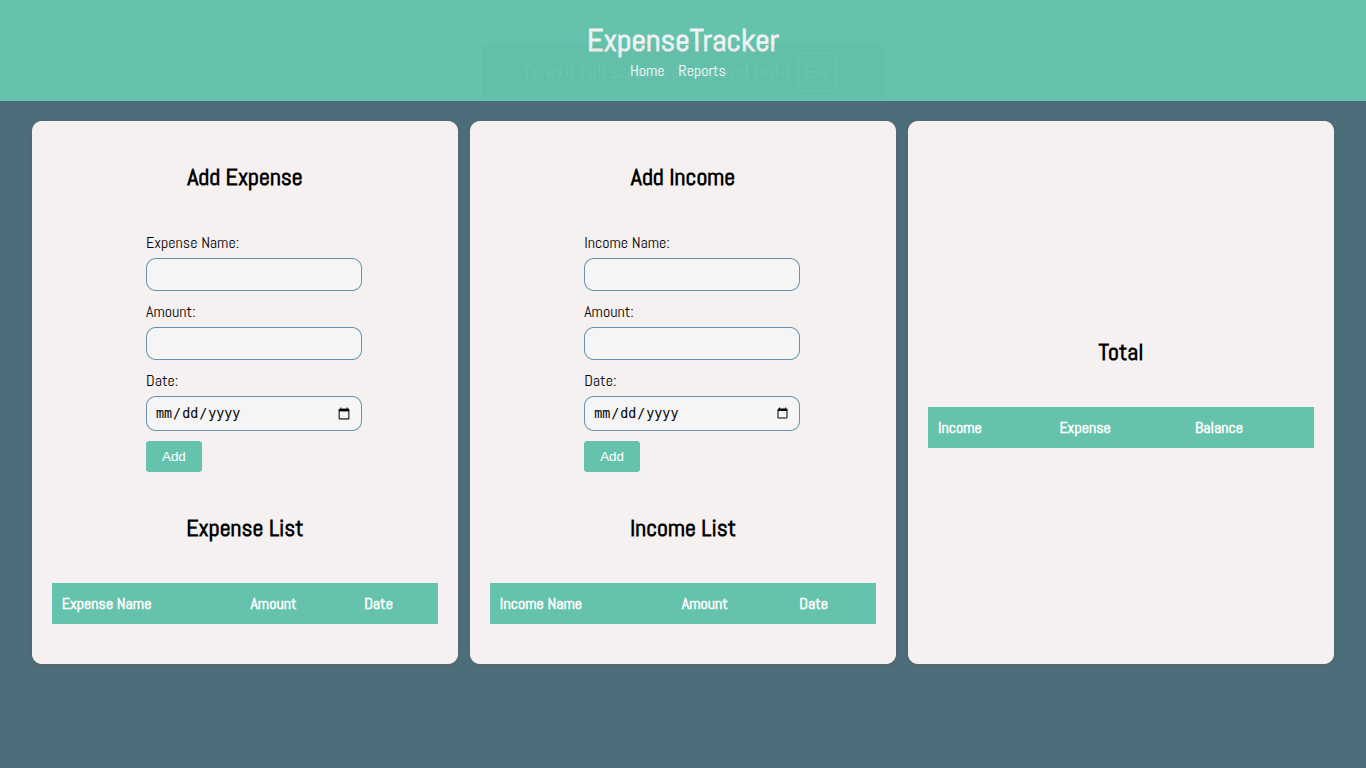 ExpenseTracker
To exit full sc
nd hold Esc
Home Reports
Add Expense
Expense Name:
Amount:
Date:
mm/dd/yyyy
Add
Expense List
Expense Name Amount Date
Add Income
Income Name:
Amount:
Date:
mm/dd/yyyy
Add
Income List
Income Name Amount Date
Total
Income Expense Balance